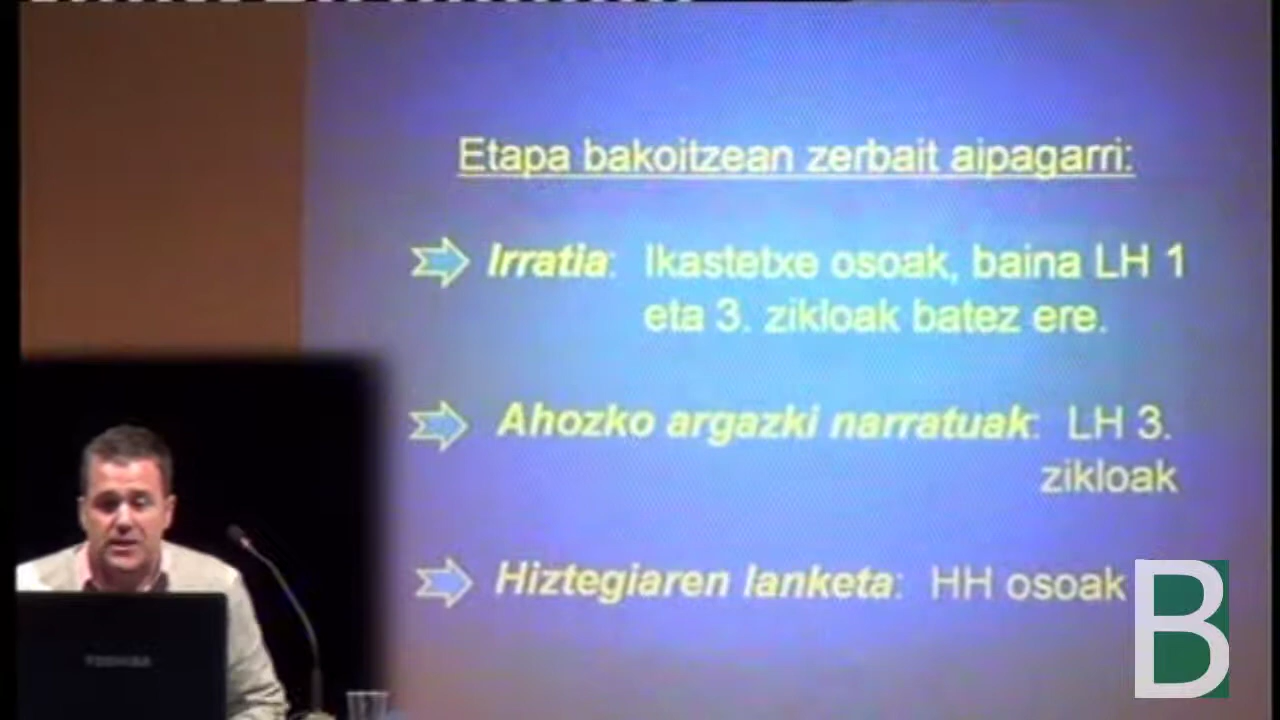 Etapa bakoitzean zerbait aipagarri:
Irratia: Ikastetxe osoak, baina LH 1
eta 3. zikloak batez ere.
Ahozko argazki narratuak: LH 3.
zikloak
Hiztegiaren lanketa: HH osoak
B
TOSHIBA